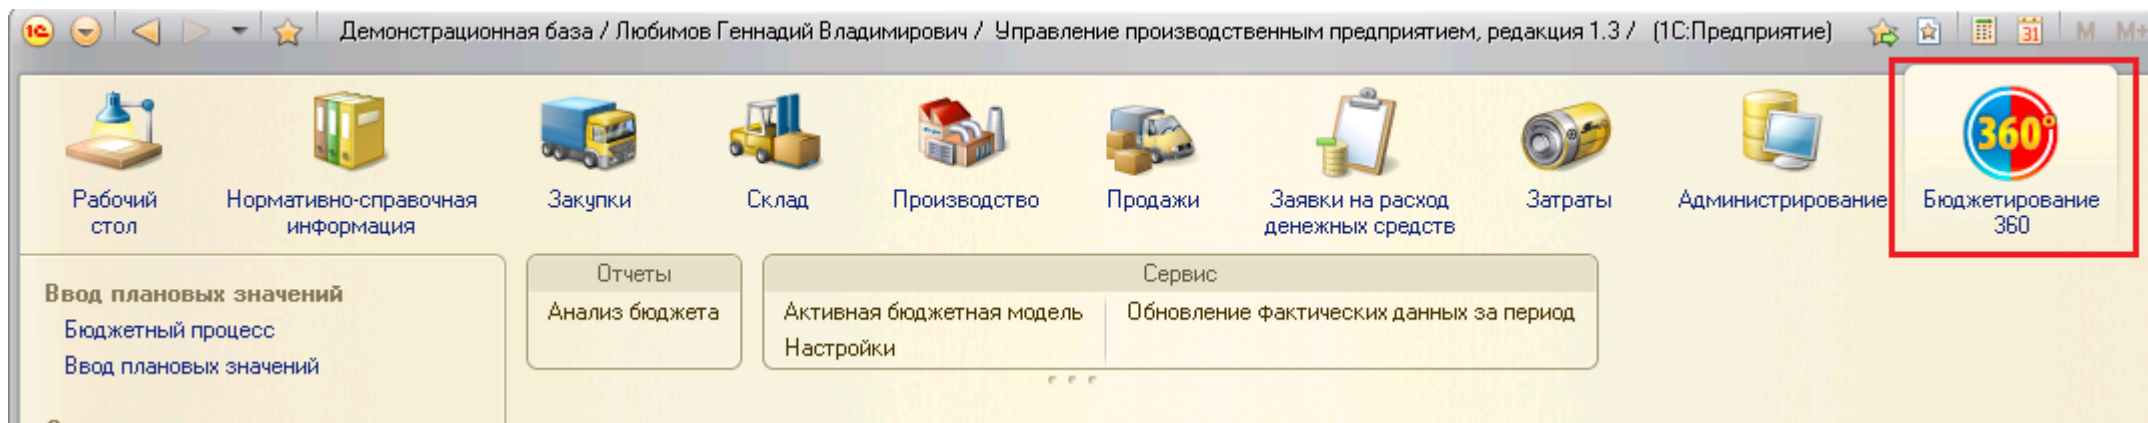 Демонстрационная база / Любимов Геннадий Владимирович / Управление производственным предприятием, редакция 1.3 / (1С:Предприятие)
31 M M+
360°
Рабочий стол
Нормативно-справочная информация
Закупки
Склад
Производство
Продажи
Заявки на расход денежных средств
Затраты
Администрирование
Бюджетирование 360
Ввод плановых значений
Бюджетный процесс
Ввод плановых значений
Отчеты
Анализ бюджета
Сервис
Активная бюджетная модель
Настройки
Обновление фактических данных за период